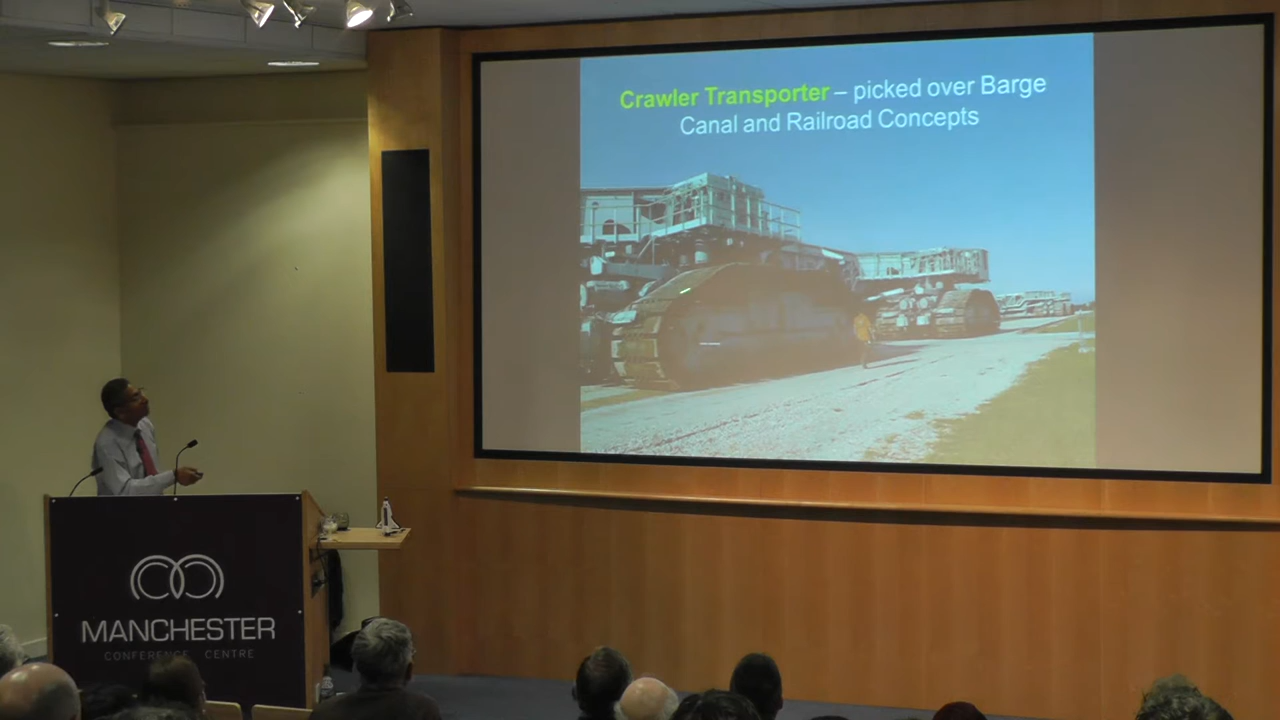 Crawler Transporter – picked over Barge
Canal and Railroad Concepts
MANCHESTER
CONFERENCE CENTRE